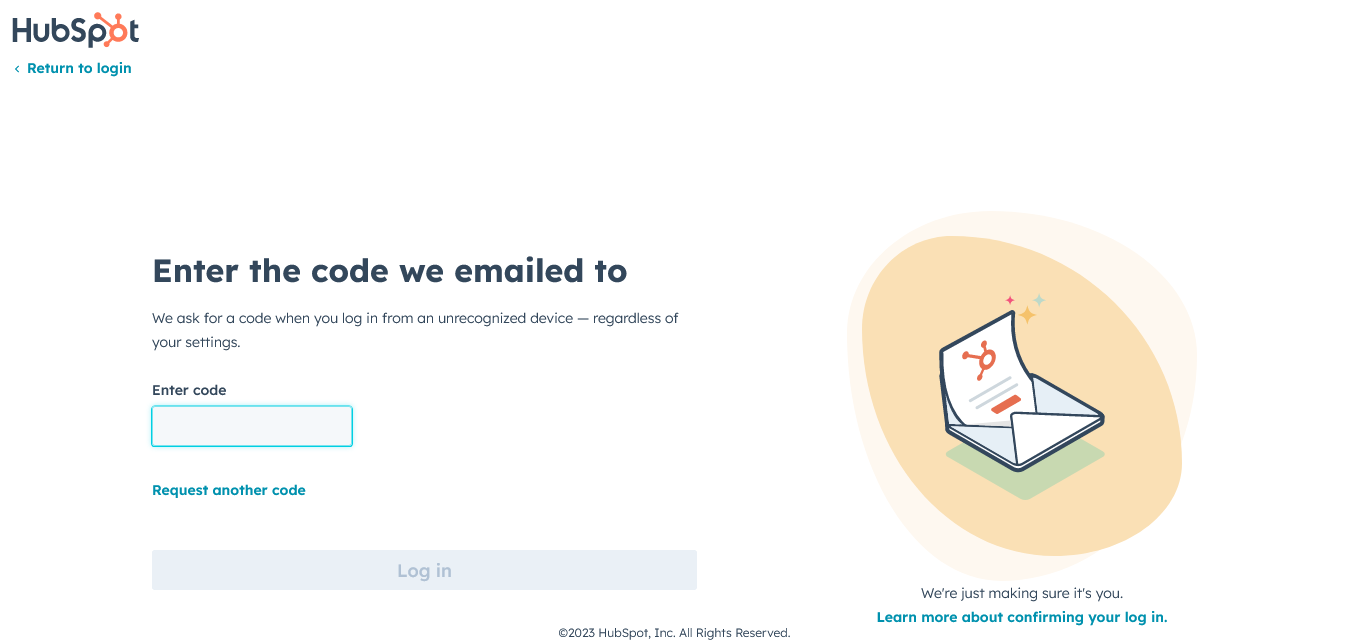 HubSpot
Return to login
Enter the code we emailed to
We ask for a code when you log in from an unrecognized device — regardless of
your settings.
Enter code
Request another code
Log in
We're just making sure it's you.
Learn more about confirming your log in.
©2023 HubSpot, Inc. All Rights Reserved.